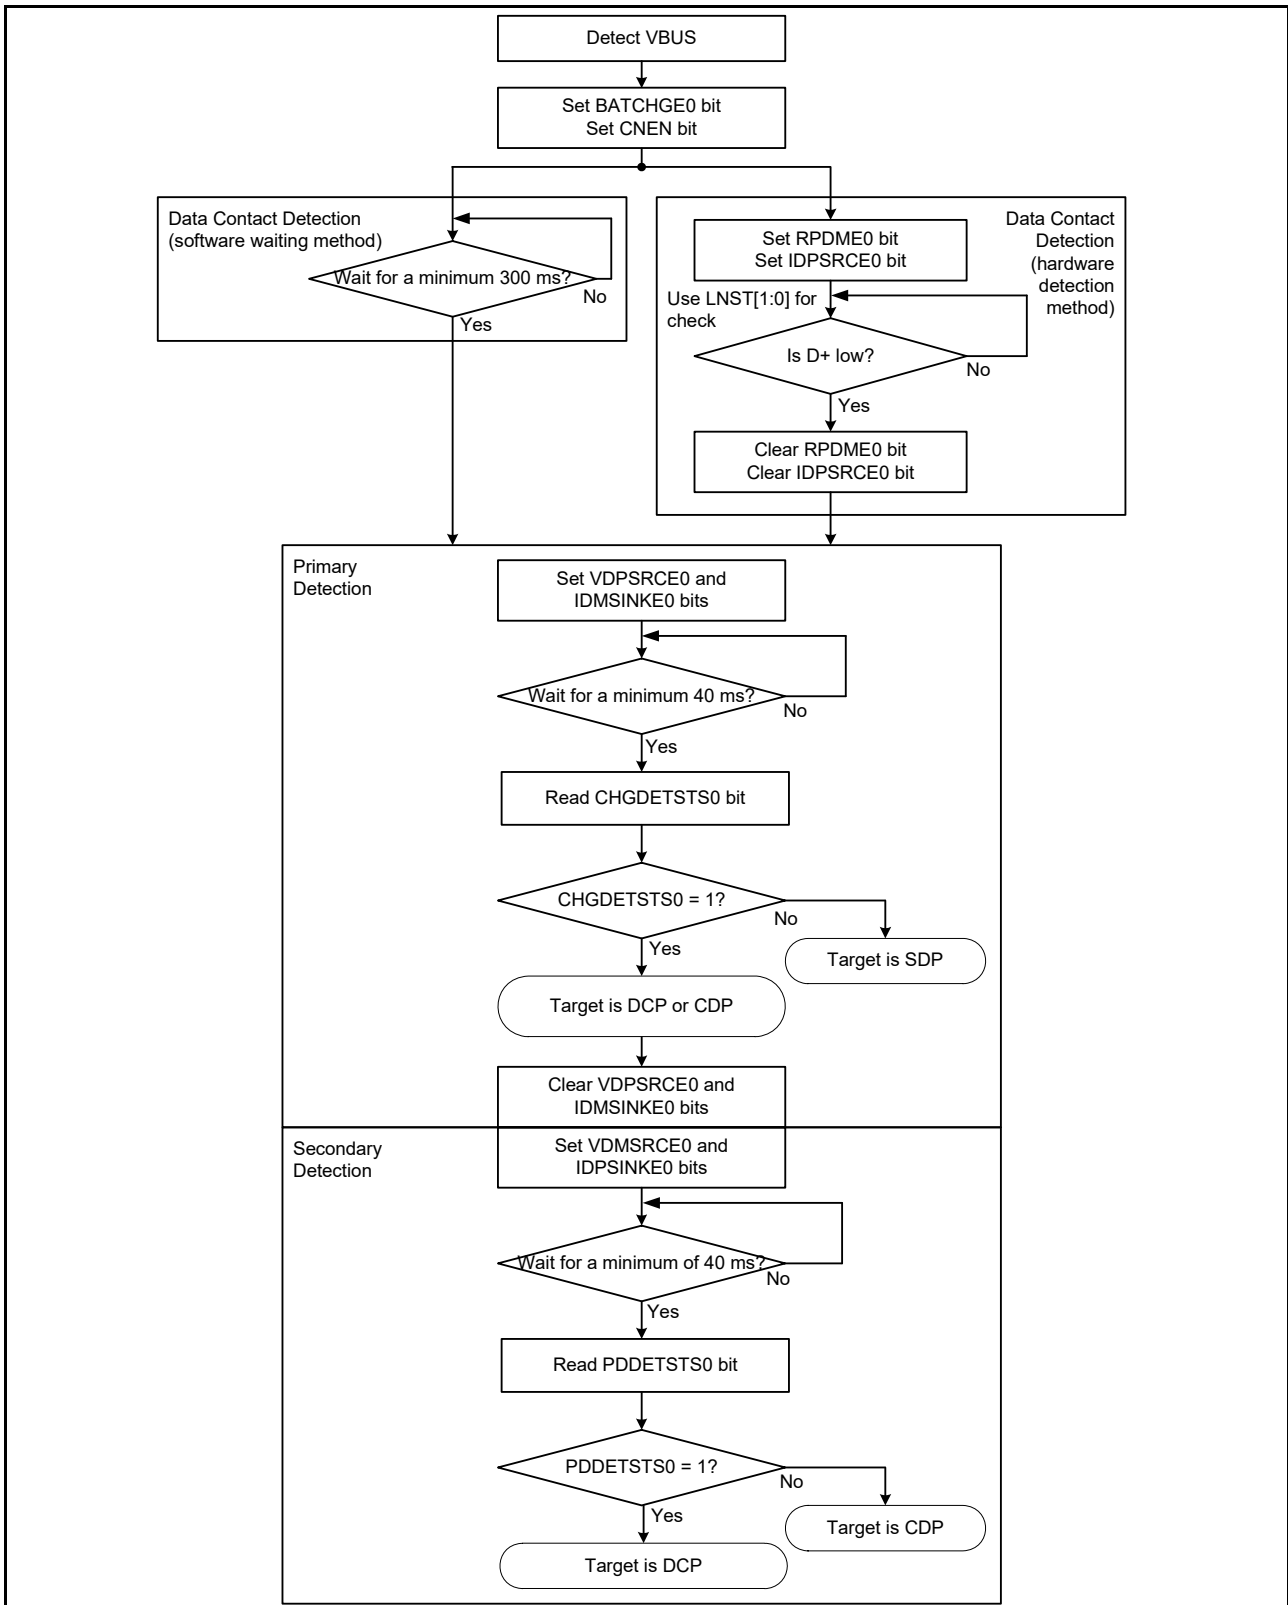 Detect VBUS
Set BATCHGE0 bit
Set CNEN bit
Data Contact Detection
(software waiting method)
Wait for a minimum 300 ms?
No
Yes
Data Contact
Detection
(hardware
detection
method)
Set RPDME0 bit
Set IDPSRCE0 bit
Use LNST[1:0] for
check
Is D+ low?
No
Yes
Clear RPDME0 bit
Clear IDPSRCE0 bit
Primary
Detection
Set VDPSRCE0 and
IDMSINKE0 bits
Wait for a minimum 40 ms?
No
Yes
Read CHGDETSTS0 bit
CHGDETSTS0 = 1?
No
Yes
Target is SDP
Target is DCP or CDP
Clear VDPSRCE0 and
IDMSINKE0 bits
Secondary
Detection
Set VDMSRCE0 and
IDPSINKE0 bits
Wait for a minimum of 40 ms?
No
Yes
Read PDDETSTS0 bit
PDDETSTS0 = 1?
No
Yes
Target is CDP
Target is DCP